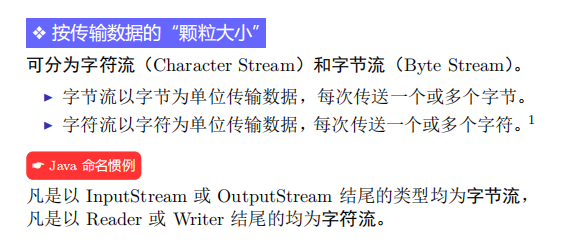 ❖ 按传输数据的“颗粒大小”
可分为字符流（Character Stream）和字节流（Byte Stream）。
▶ 字节流以字节为单位传输数据，每次传送一个或多个字节。
▶ 字符流以字符为单位传输数据，每次传送一个或多个字符。1
☛ Java 命名惯例
凡是以 InputStream 或 OutputStream 结尾的类型均为字节流，
凡是以 Reader 或 Writer 结尾的均为字符流。